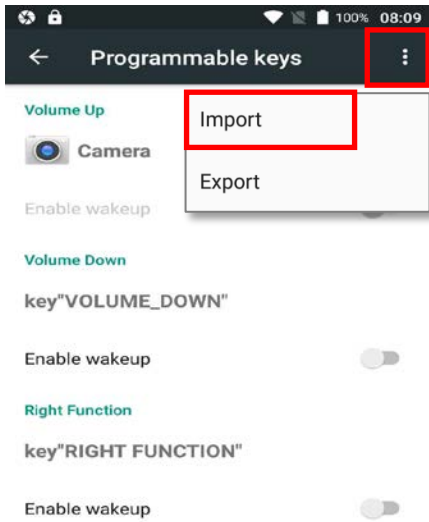 100% 08:09
Programmable keys
Volume Up
Import
Camera
Export
Enable wakeup
Volume Down
key"VOLUME_DOWN"
Enable wakeup
Right Function
key"RIGHT FUNCTION"
Enable wakeup